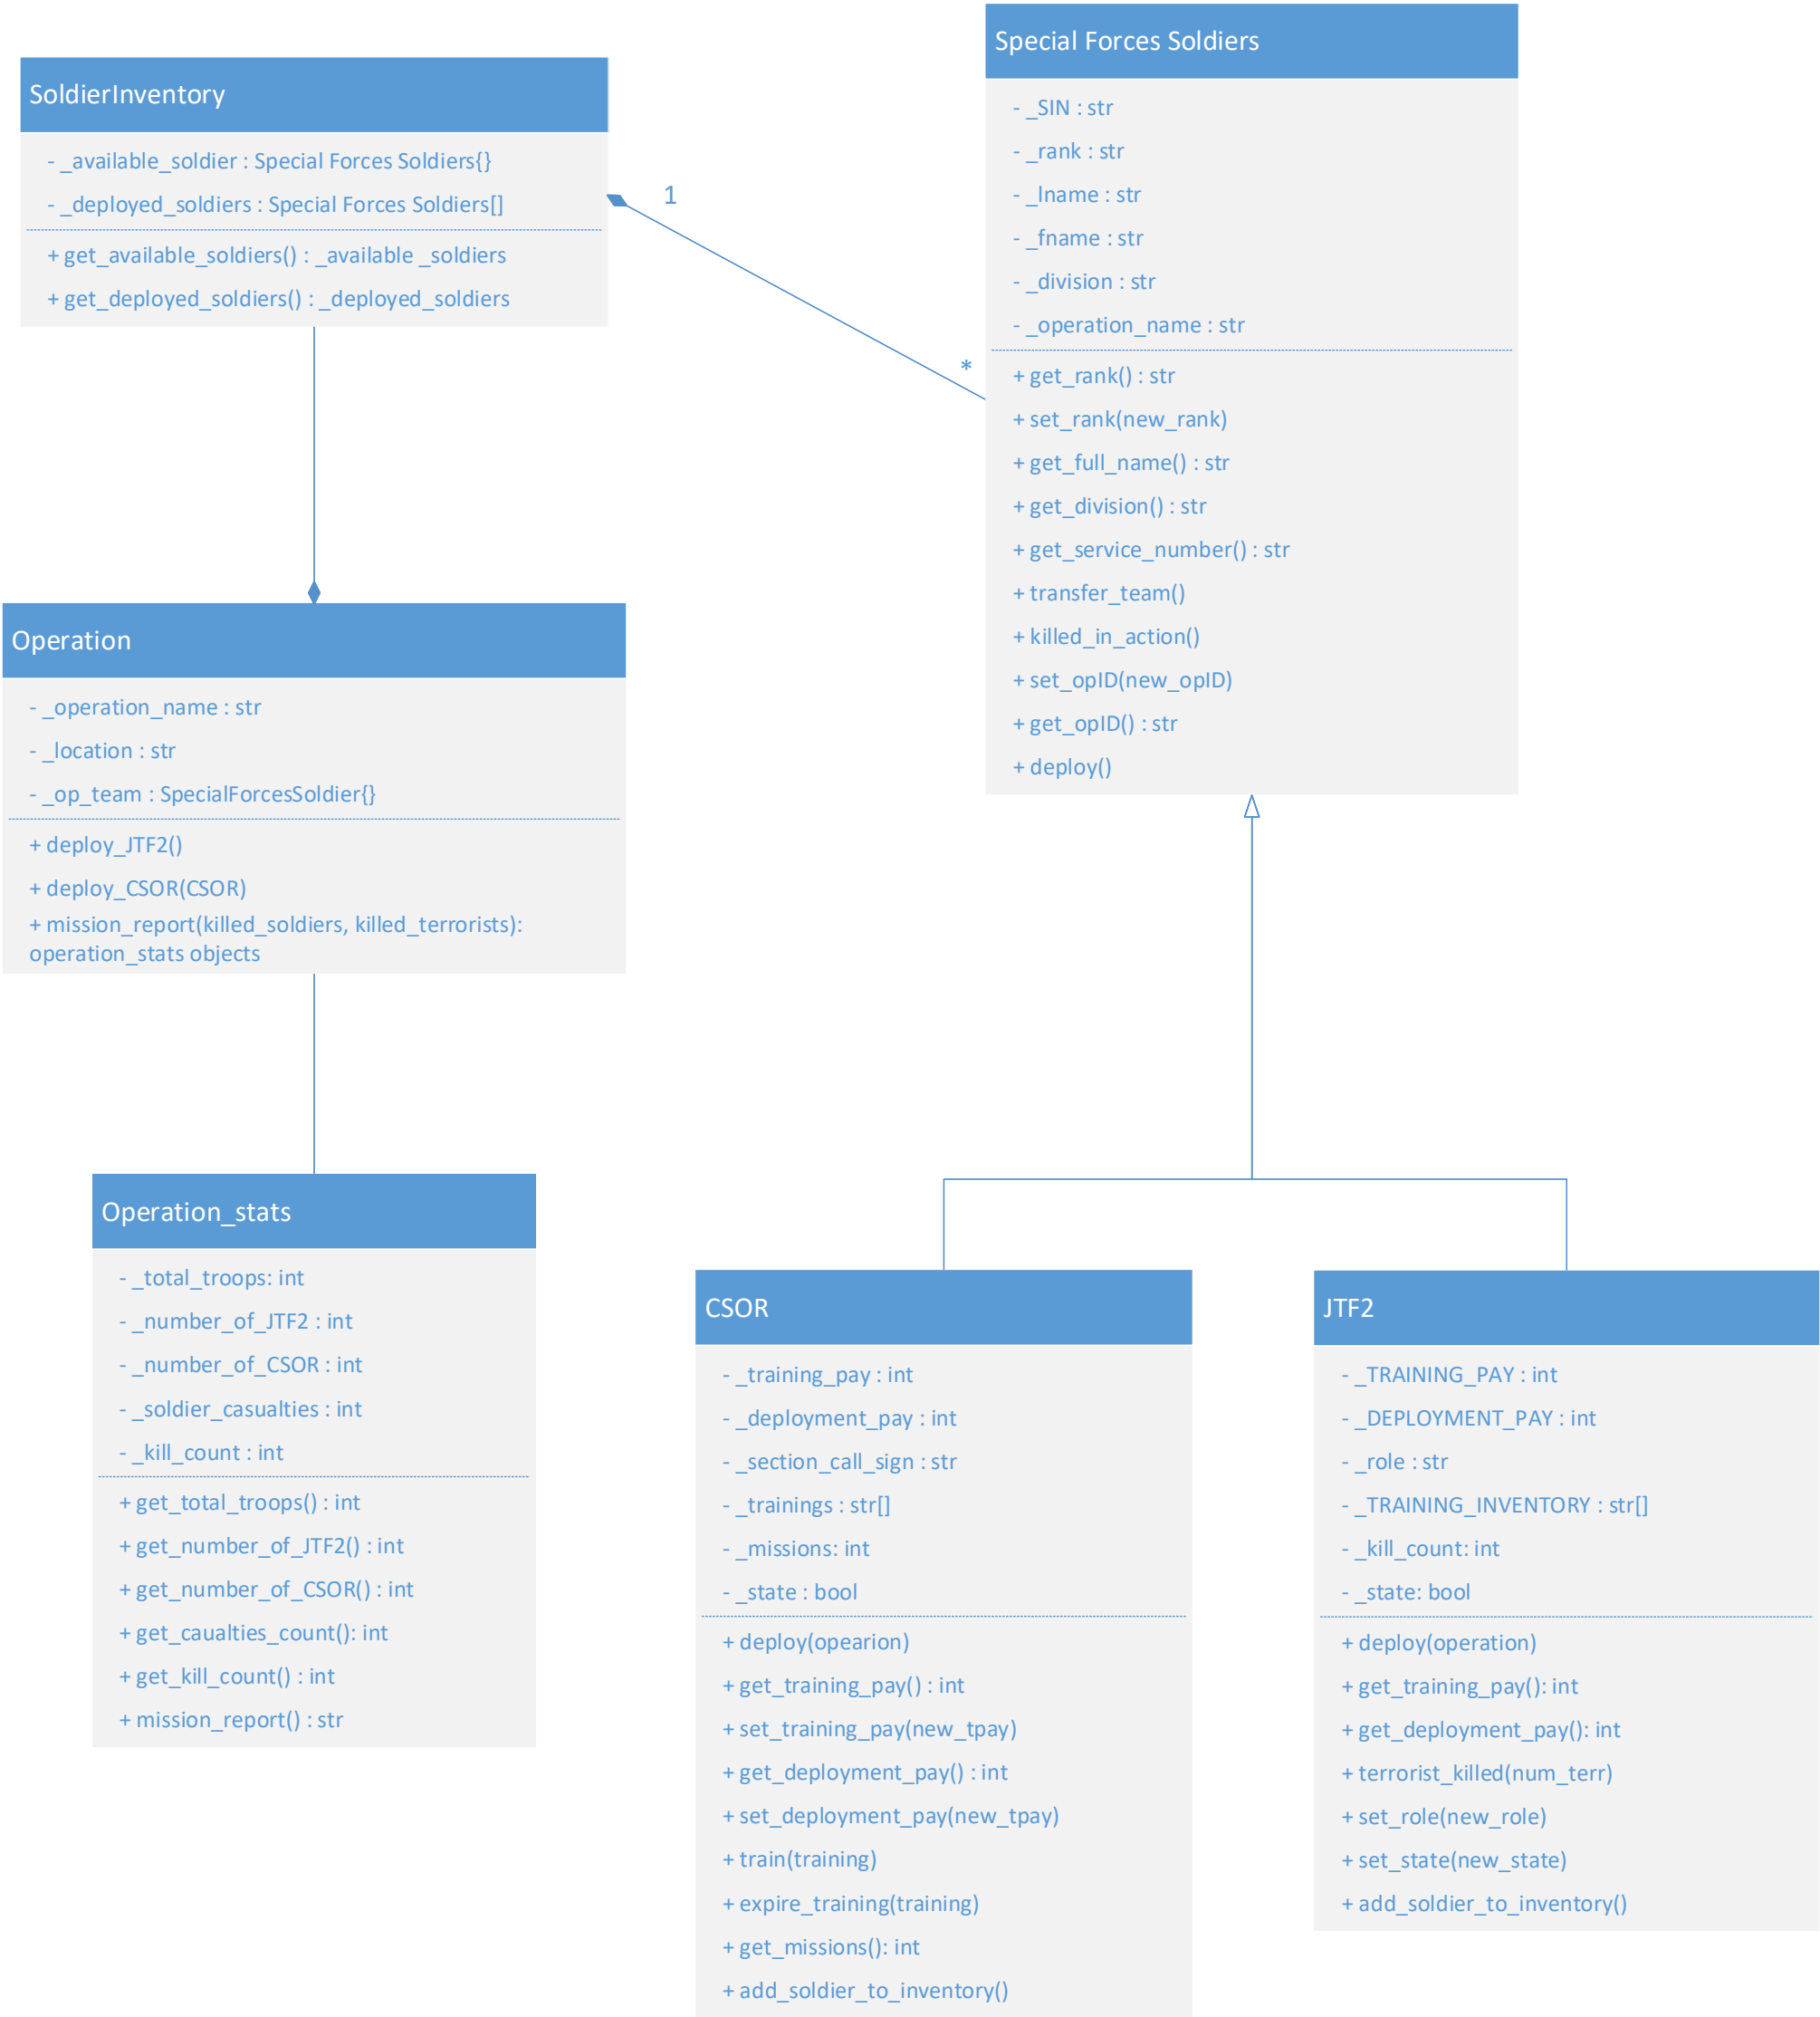 SoldierInventory
- _available_soldier : Special Forces Soldiers{}
- _deployed_soldiers : Special Forces Soldiers[]
+ get_available_soldiers() : _available _soldiers
+ get_deployed_soldiers() : _deployed_soldiers
1
*
Special Forces Soldiers
- _SIN : str
- _rank : str
- _lname : str
- _fname : str
- _division : str
- _operation_name : str
+ get_rank() : str
+ set_rank(new_rank)
+ get_full_name() : str
+ get_division() : str
+ get_service_number() : str
+ transfer_team()
+ killed_in_action()
+ set_opID(new_opID)
+ get_opID() : str
+ deploy()
Operation
- _operation_name : str
- _location : str
- _op_team : SpecialForcesSoldier{}
+ deploy_JTF2()
+ deploy_CSOR(CSOR)
+ mission_report(killed_soldiers, killed_terrorists):
operation_stats objects
Operation_stats
- _total_troops: int
- _number_of_JTF2 : int
- _number_of_CSOR : int
- _soldier_casualties : int
- _kill_count : int
+ get_total_troops() : int
+ get_number_of_JTF2() : int
+ get_number_of_CSOR() : int
+ get_caualties_count(): int
+ get_kill_count() : int
+ mission_report() : str
CSOR
- _training_pay : int
- _deployment_pay : int
- _section_call_sign : str
- _trainings : str[]
- _missions: int
- _state : bool
+ deploy(opearion)
+ get_training_pay() : int
+ set_training_pay(new_tpay)
+ get_deployment_pay() : int
+ set_deployment_pay(new_tpay)
+ train(training)
+ expire_training(training)
+ get_missions(): int
+ add_soldier_to_inventory()
JTF2
- _TRAINING_PAY : int
- _DEPLOYMENT_PAY : int
- _role : str
- _TRAINING_INVENTORY : str[]
- _kill_count: int
- _state: bool
+ deploy(operation)
+ get_training_pay(): int
+ get_deployment_pay(): int
+ terrorist_killed(num_terr)
+ set_role(new_role)
+ set_state(new_state)
+ add_soldier_to_inventory()